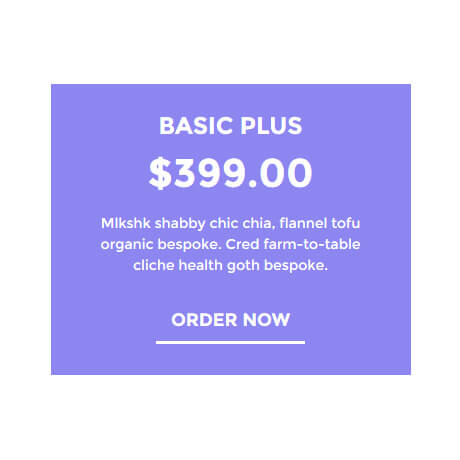 BASIC PLUS
$399.00
Mlkshk shabby chic chia, flannel tofu
organic bespoke. Cred farm-to-table
cliche health goth bespoke.
ORDER NOW